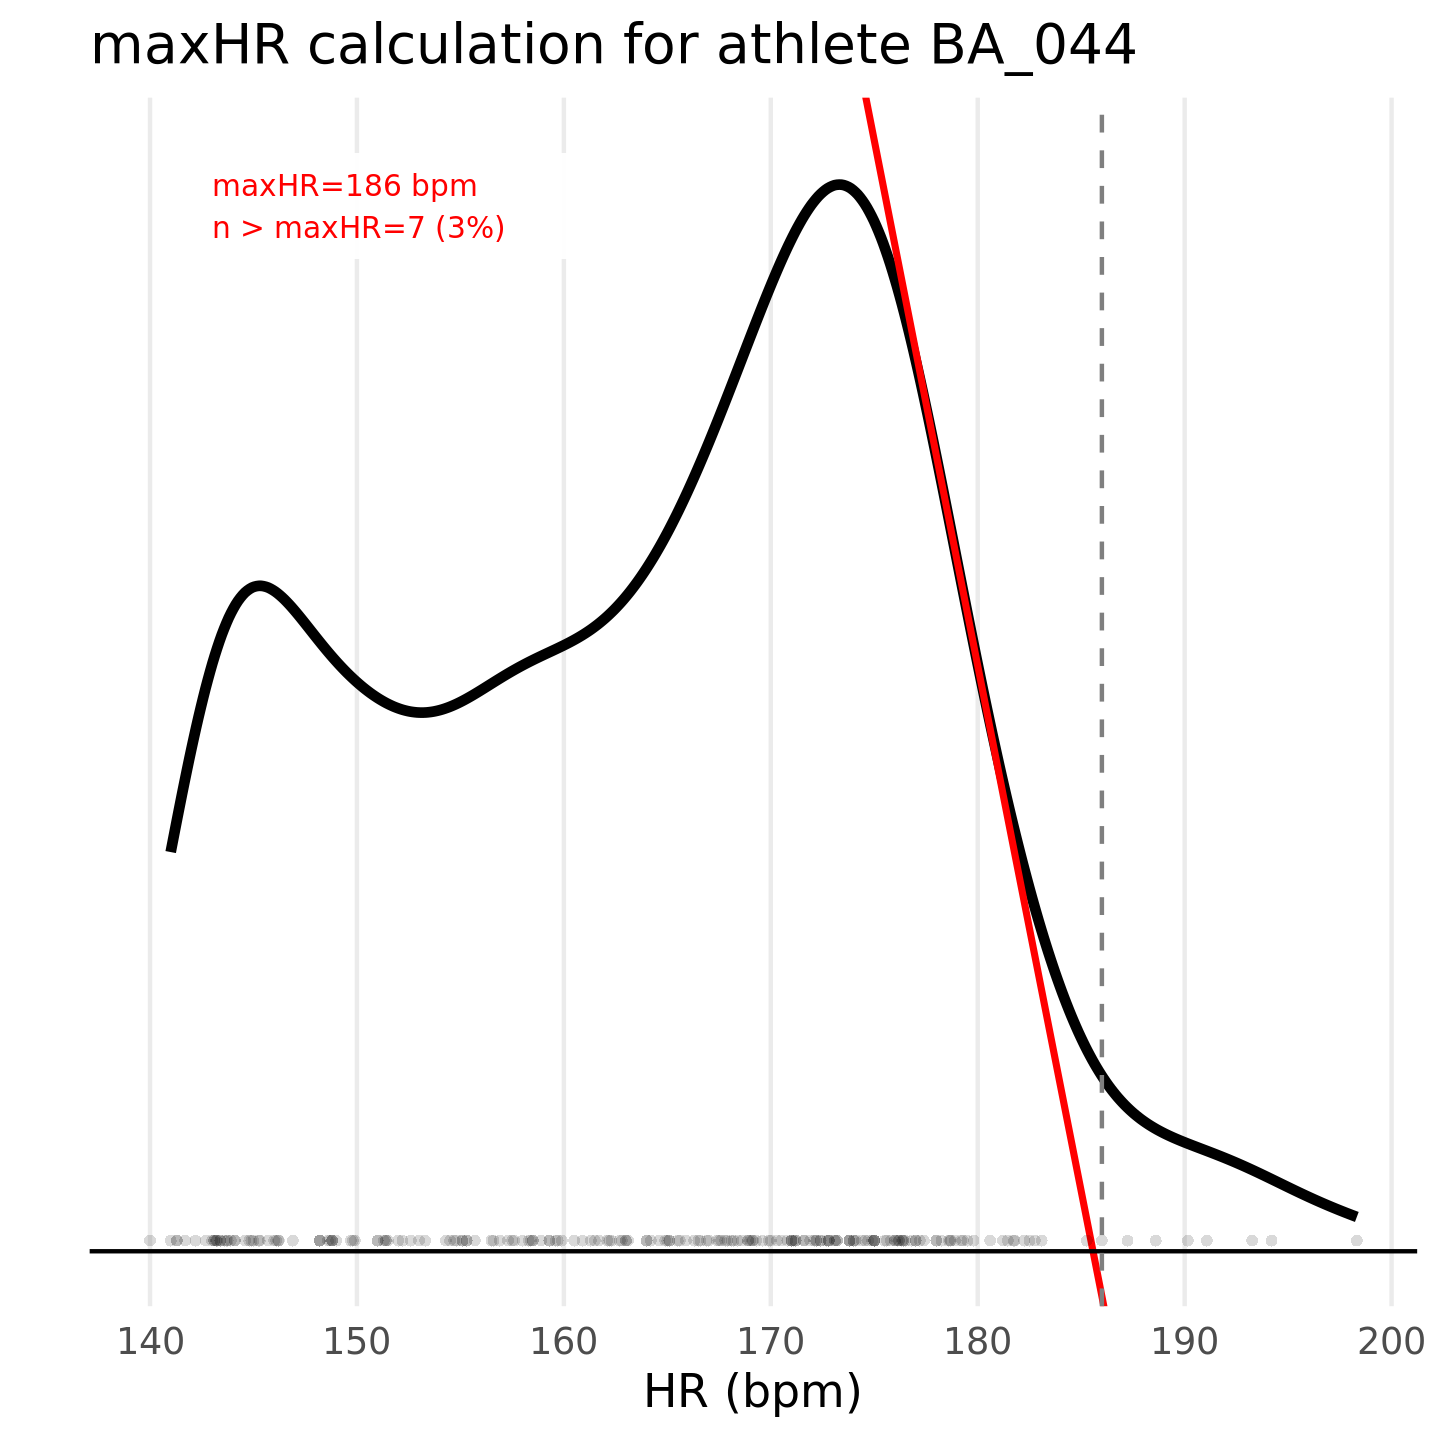 maxHR calculation for athlete BA_044
maxHR=186 bpm
n > maxHR=7 (3%)
140 150 160 170 180 190 200
HR (bpm)